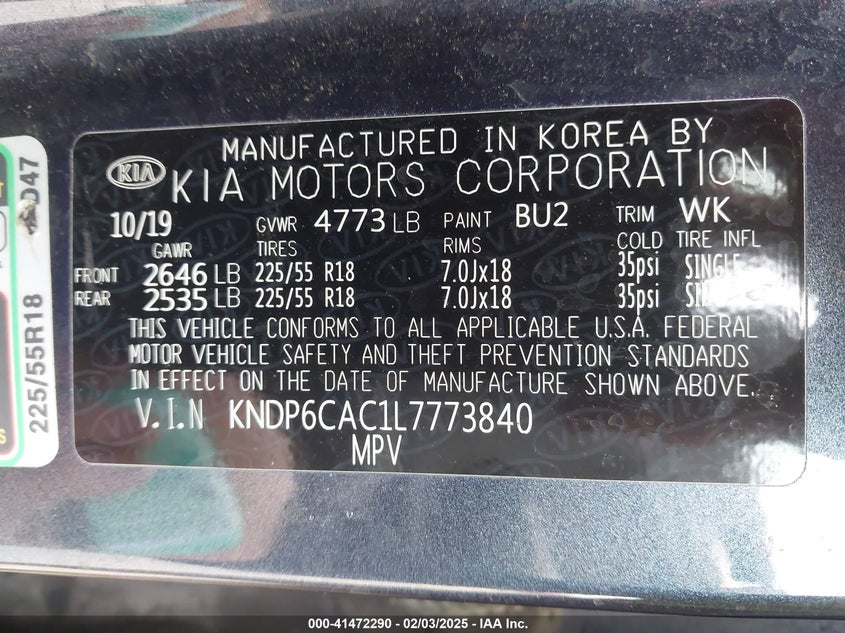 MANUFACTURED IN KOREA BY
KIA KIA MOTORS CORPORATION
10/19 GVWR 4773 LB PAINT BU2 TRIM WK
GAWR TIRES RIMS COLD TIRE INFL
FRONT 2646 LB 225/55 R18 7.0Jx18 35psi SINGLE
REAR 2535 LB 225/55 R18 7.0Jx18 35psi
THIS VEHICLE CONFORMS TO ALL APPLICABLE U.S.A. FEDERAL
MOTOR VEHICLE SAFETY AND THEFT PREVENTION STANDARDS
IN EFFECT ON THE DATE OF MANUFACTURE SHOWN ABOVE.
V.I.N KNDP6CAC1L7773840
MPV
225/55R18
000-41472290 - 02/03/2025 - IAA Inc.